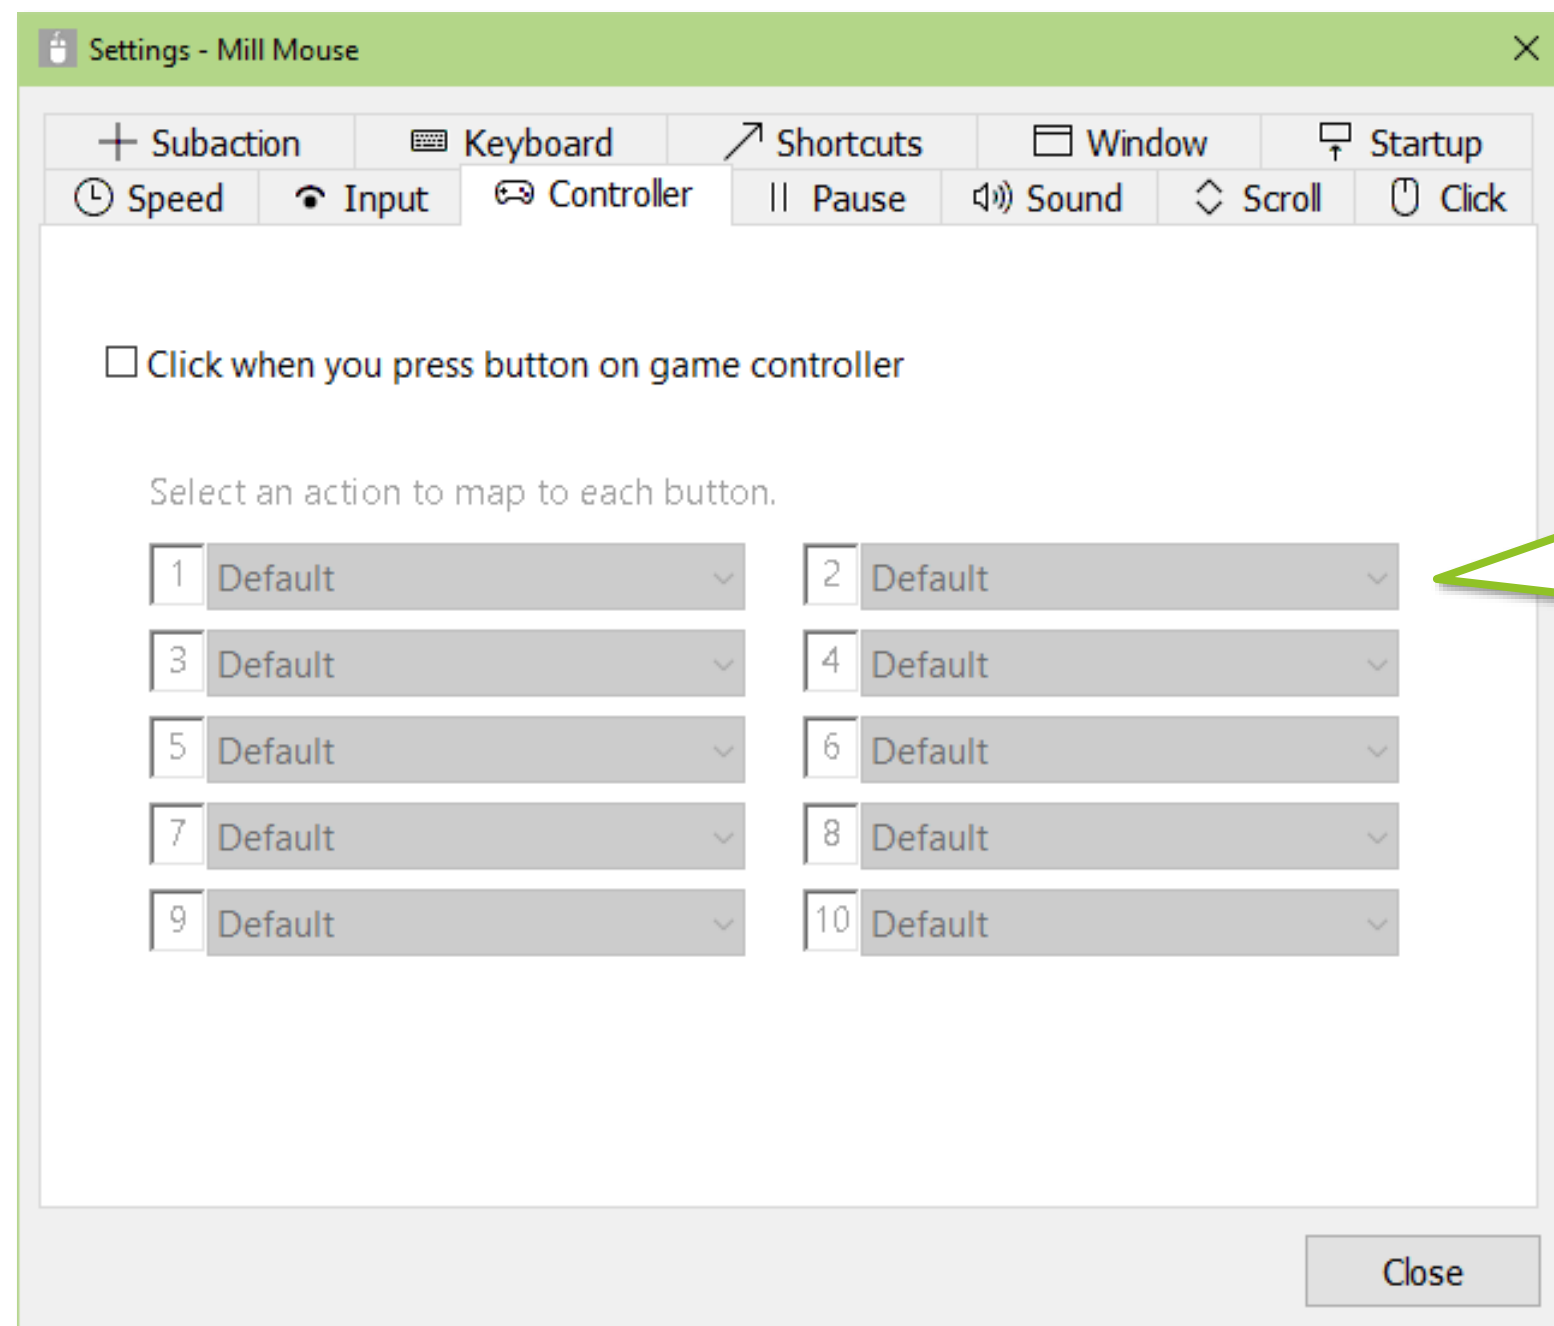 Settings - Mill Mouse
Subaction Keyboard Shortcuts Window Startup
Speed Input Controller Pause Sound Scroll Click
Click when you press button on game controller
Select an action to map to each button.
1 Default 2 Default
3 Default 4 Default
5 Default 6 Default
7 Default 8 Default
9 Default 10 Default
Close